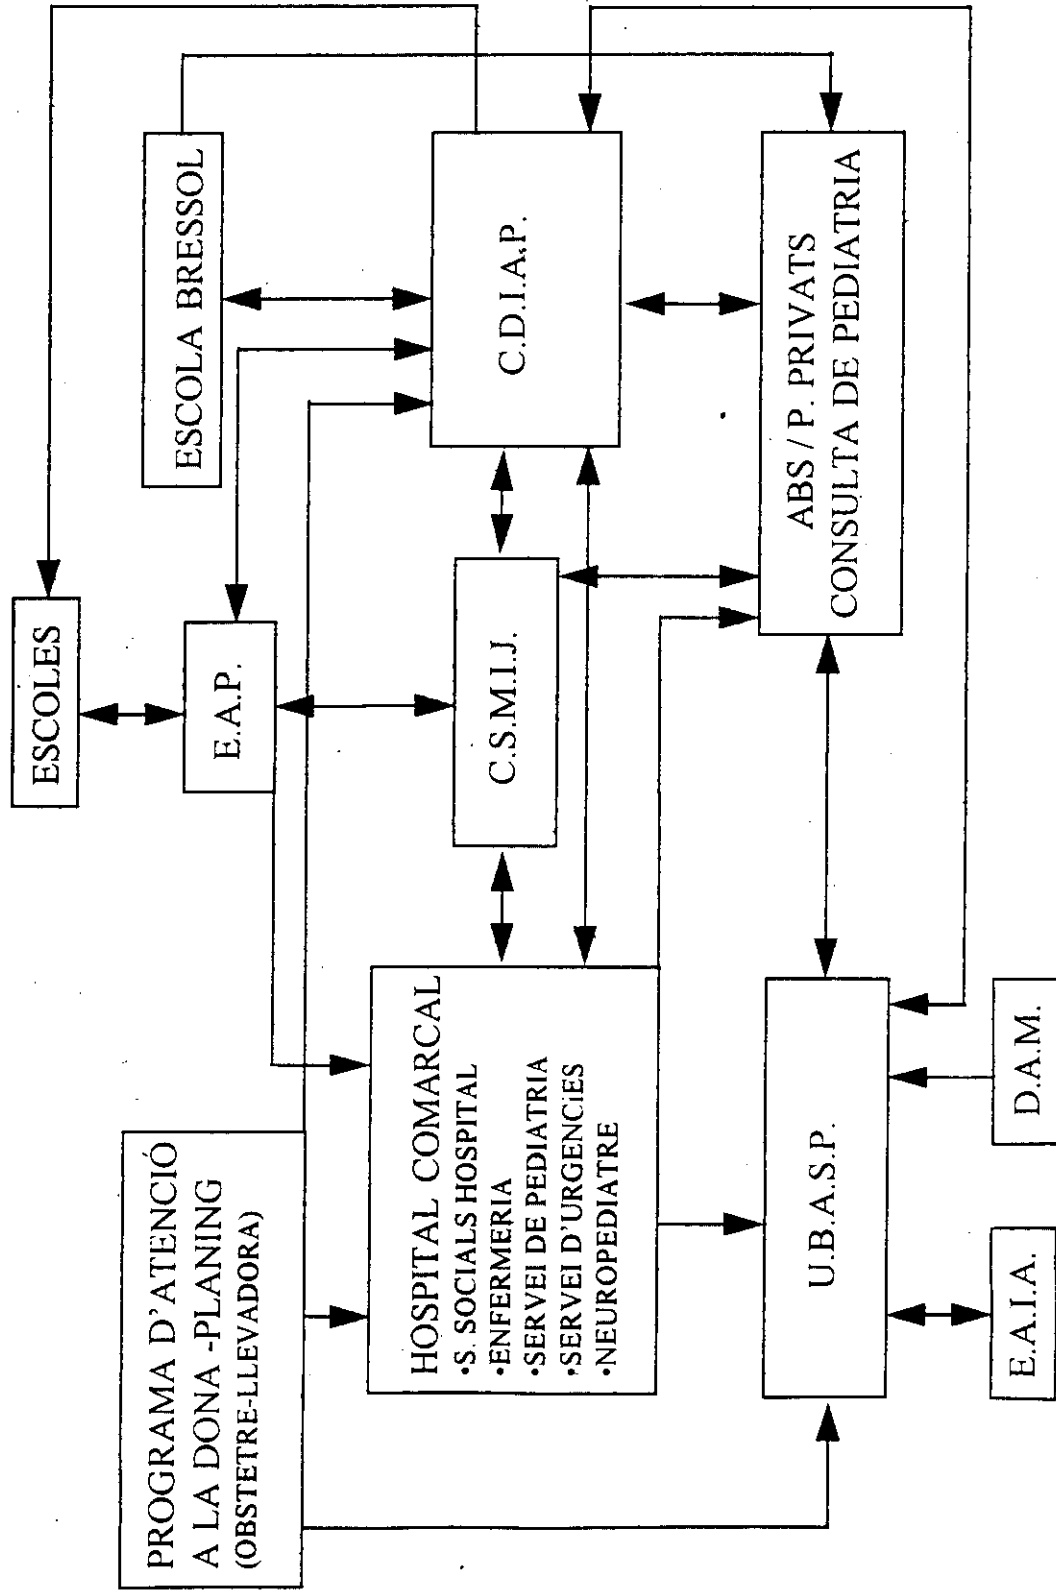 ESCOLES
PROGRAMA D'ATENCIÓ
A LA DONA -PLANING
(OBSTETRE-LLEVADORA)
E.A.P.
ESCOLA BRESSOL
HOSPITAL COMARCAL
•S. SOCIALS HOSPITAL
•ENFERMERIA
•SERVEI DE PEDIATRIA
•SERVEI D'URGENCiES
•NEUROPEDIATRE
C.S.M.I.J.
C.D.I.A.P.
U.B.A.S.P.
ABS / P. PRIVATS
CONSULTA DE PEDIATRIA
E.A.I.A.
D.A.M.